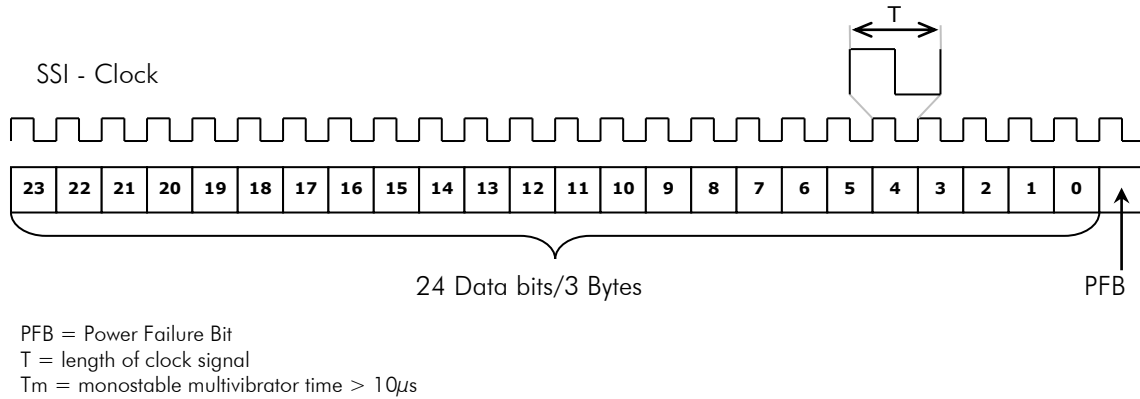 T
SSI - Clock
23 22 21 20 19 18 17 16 15 14 13 12 11 10 9 8 7 6 5 4 3 2 1 0
24 Data bits/3 Bytes
PFB
PFB = Power Failure Bit
T = length of clock signal
Tm = monostable multivibrator time > 10µs